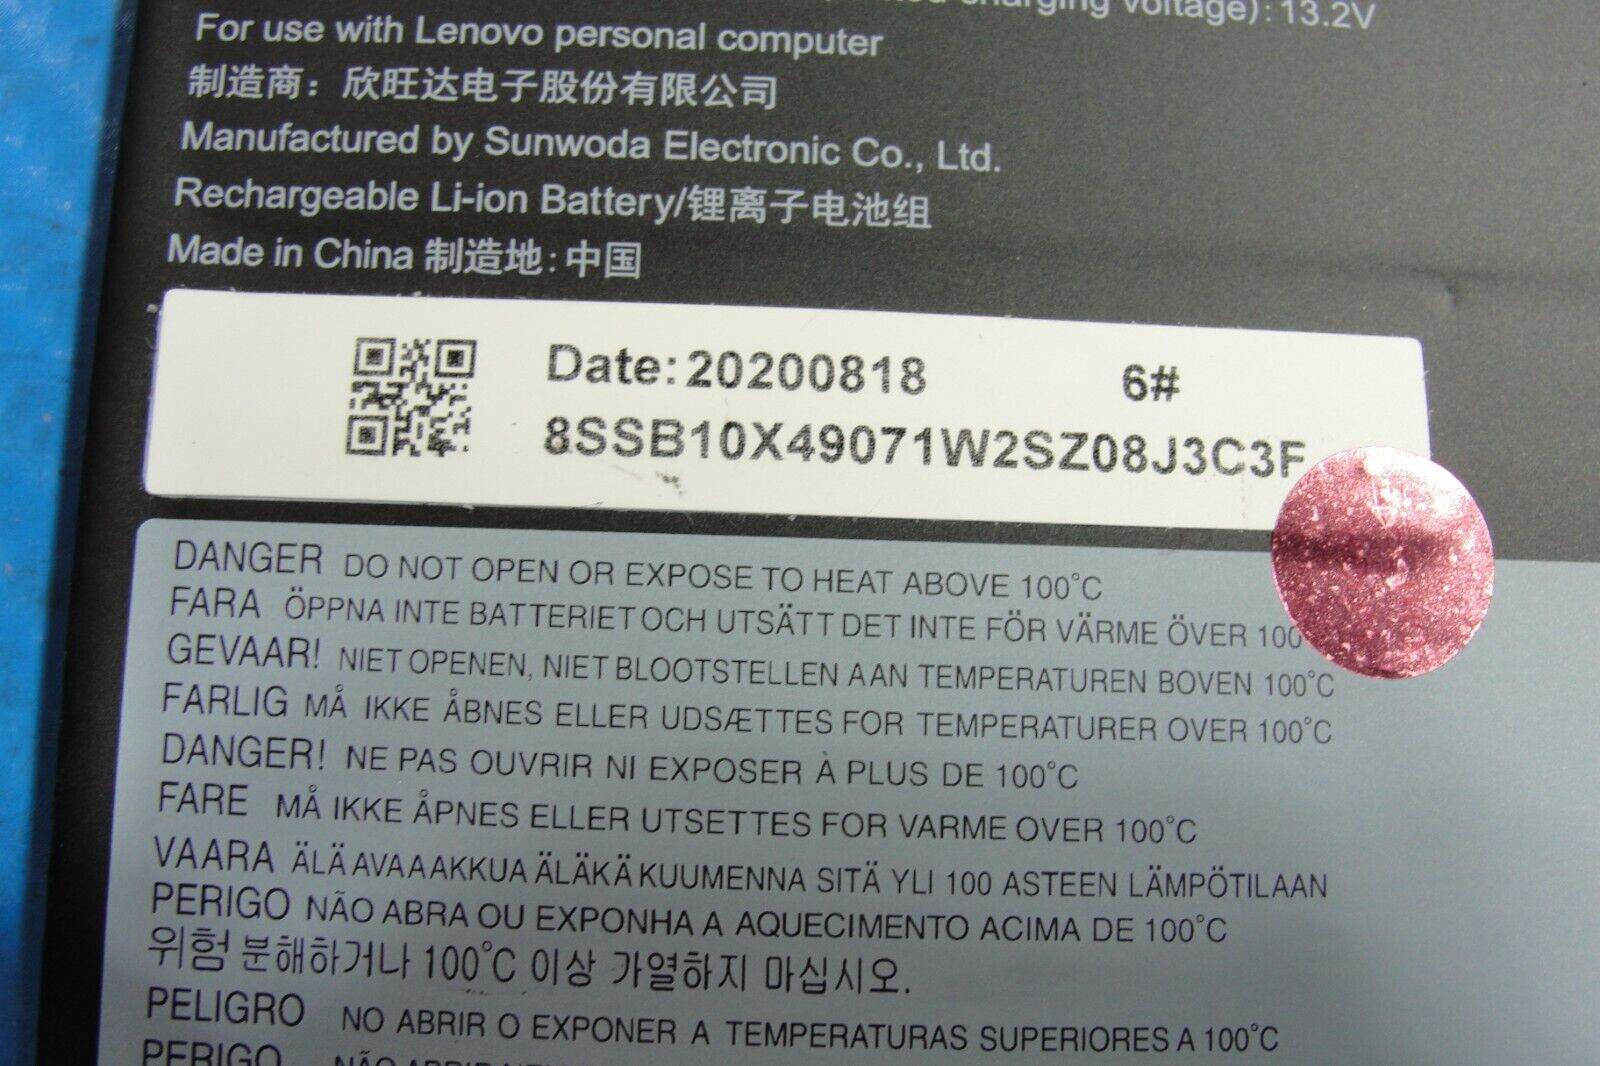 charging voltage): 13.2V
For use with Lenovo personal computer
制造商：欣旺达电子股份有限公司
Manufactured by Sunwoda Electronic Co., Ltd.
Rechargeable Li-ion Battery/锂离子电池组
Made in China 制造地：中国
Date:20200818 6#
8SSB10X49071W2SZ08J3C3F
DANGER DO NOT OPEN OR EXPOSE TO HEAT ABOVE 100°C
FARA ÖPPNA INTE BATTERIET OCH UTSÄTT DET INTE FÖR VÄRME ÖVER 100
GEVAAR! NIET OPENEN, NIET BLOOTSTELLEN AAN TEMPERATUREN BOVEN 100°C
FARLIG MÅ IKKE ÅBNES ELLER UDSÆTTES FOR TEMPERATURER OVER 100°C
DANGER! NE PAS OUVRIR NI EXPOSER À PLUS DE 100°C
FARE MÅ IKKE ÅPNES ELLER UTSETTES FOR VARME OVER 100°C
VAARA ÄLÄ AVAA AKKUA ÄLÄKÄ KUUMENNA SITÄ YLI 100 ASTEEN LÄMPÖTILAAN
PERIGO NÃO ABRA OU EXPONHA A AQUECIMENTO ACIMA DE 100°C
위험 분해하거나 100°C 이상 가열하지 마십시오.
PELIGRO NO ABRIR O EXPONER A TEMPERATURAS SUPERIORES A 100°C
PERIGO NÃO ABRIR